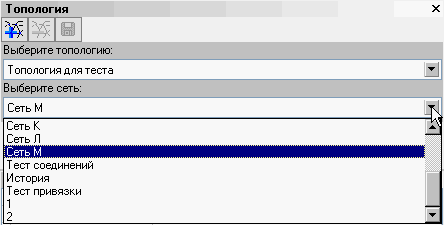 Топология
Выберите топологию:
Топология для теста
Выберите сеть:
Сеть М
Сеть К
Сеть Л
Сеть М
Тест соединений
История
Тест привязки
1
2